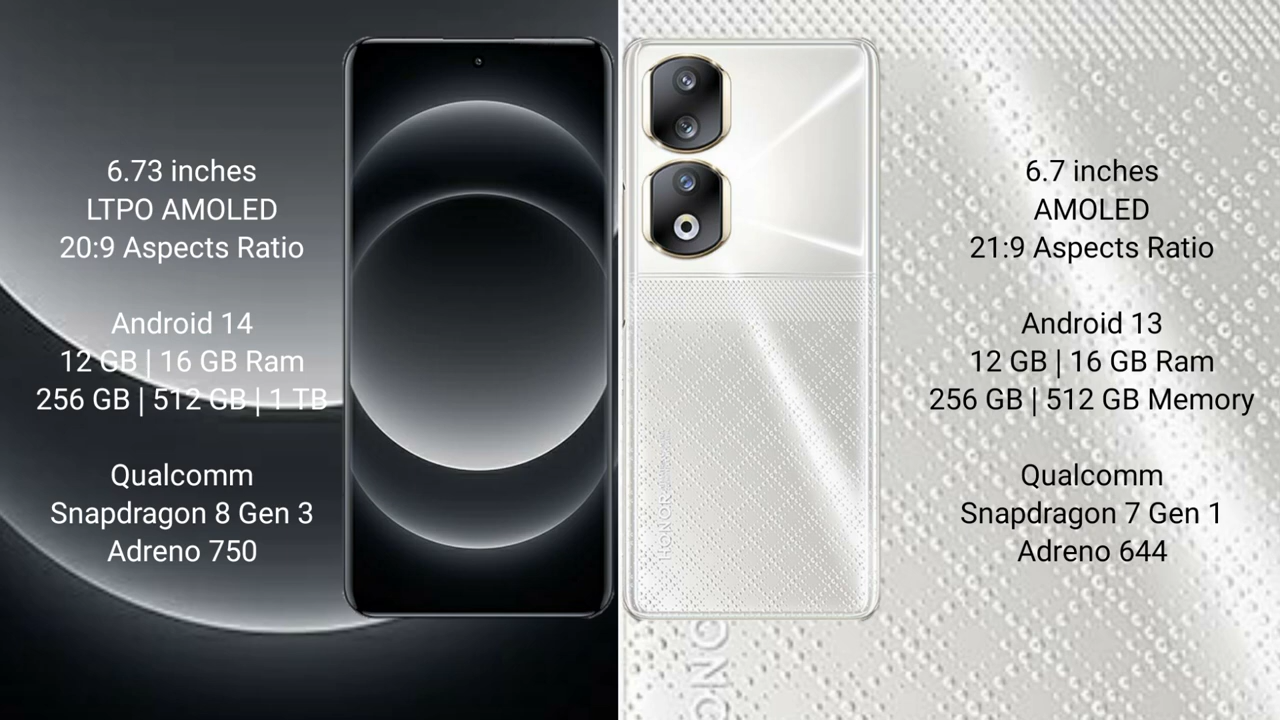 6.73 inches
LTPO AMOLED
20:9 Aspects Ratio
Android 14
12 GB | 16 GB Ram
256 GB | 512 GB | 1 TB
Qualcomm
Snapdragon 8 Gen 3
Adreno 750
HONOR
6.7 inches
AMOLED
21:9 Aspects Ratio
Android 13
12 GB | 16 GB Ram
256 GB | 512 GB Memory
Qualcomm
Snapdragon 7 Gen 1
Adreno 644